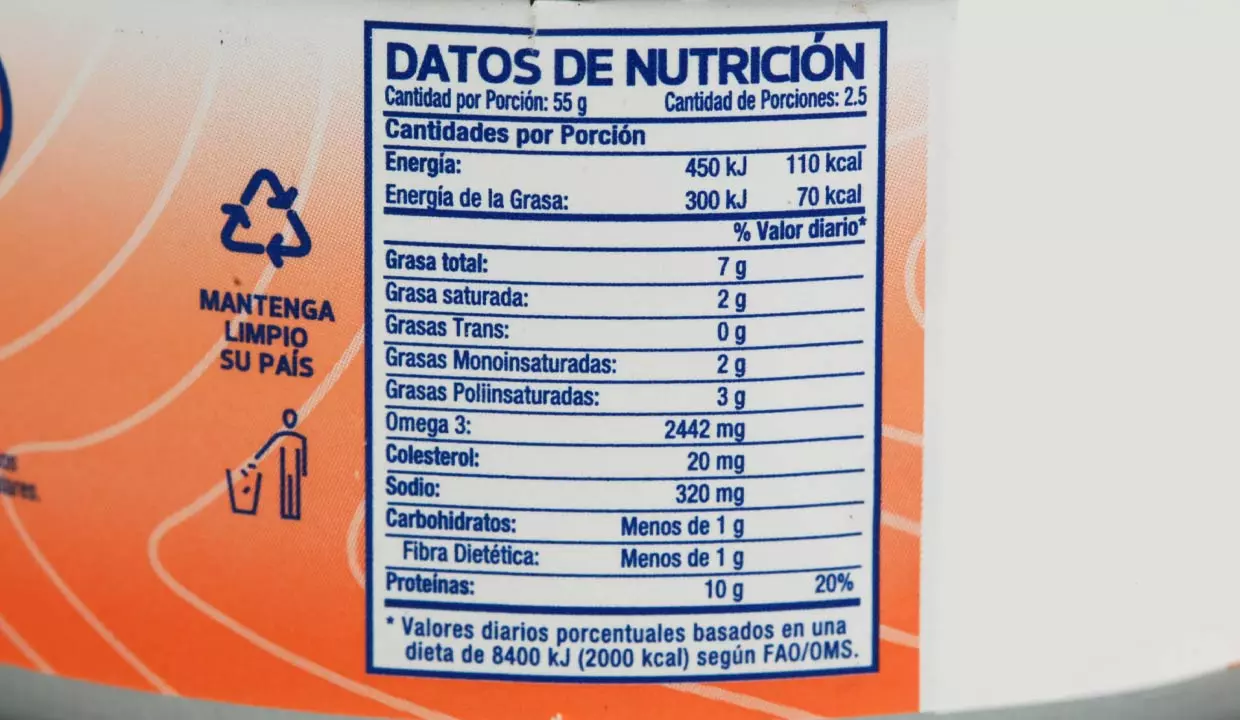 DATOS DE NUTRICIÓN
Cantidad por Porción: 55 g Cantidad de Porciones: 2.5
Cantidades por Porción
Energía: 450 kJ 110 kcal
Energía de la Grasa: 300 kJ 70 kcal
% Valor diario*
Grasa total: 7 g
Grasa saturada: 2 g
Grasas Trans: 0 g
Grasas Monoinsaturadas: 2 g
Grasas Poliinsaturadas: 3 g
Omega 3: 2442 mg
Colesterol: 20 mg
Sodio: 320 mg
Carbohidratos: Menos de 1 g
Fibra Dietética: Menos de 1 g
Proteínas: 10 g 20%
* Valores diarios porcentuales basados en una
dieta de 8400 kJ (2000 kcal) según FAO/OMS.
MANTENGA
LIMPIO
SU PAÍS